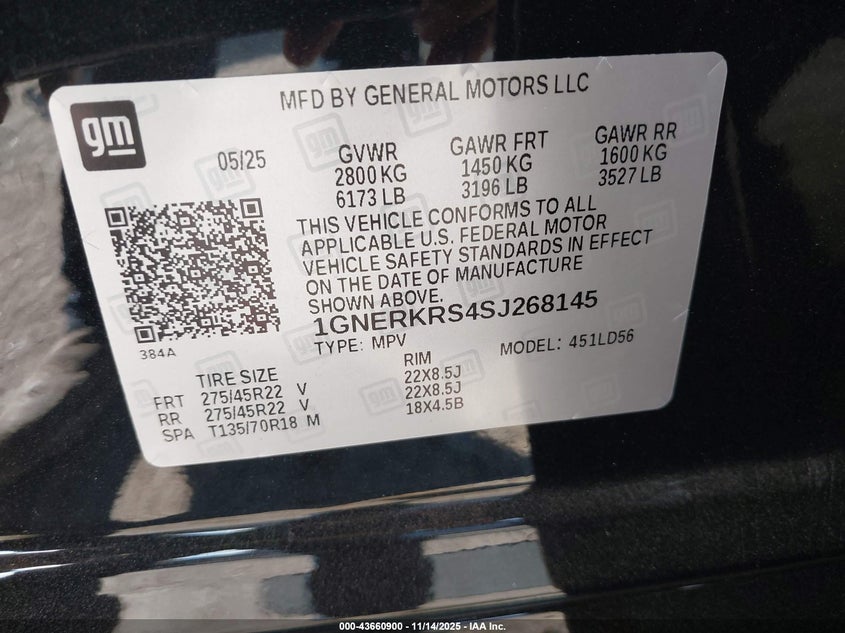 MFD BY GENERAL MOTORS LLC
gm
05/25
GVWR
2800 KG
6173 LB
GAWR FRT
1450 KG
3196 LB
GAWR RR
1600 KG
3527 LB
THIS VEHICLE CONFORMS TO ALL
APPLICABLE U.S. FEDERAL MOTOR
VEHICLE SAFETY STANDARDS IN EFFECT
ON THE DATE OF MANUFACTURE
SHOWN ABOVE.
1GNERKRS4SJ268145
TYPE: MPV
MODEL: 451LD56
384A
TIRE SIZE
RIM
FRT 275/45R22 V 22X8.5J
RR 275/45R22 V 22X8.5J
SPA T135/70R18 M 18X4.5B
000-43660900 - 11/14/2025 - IAA Inc.